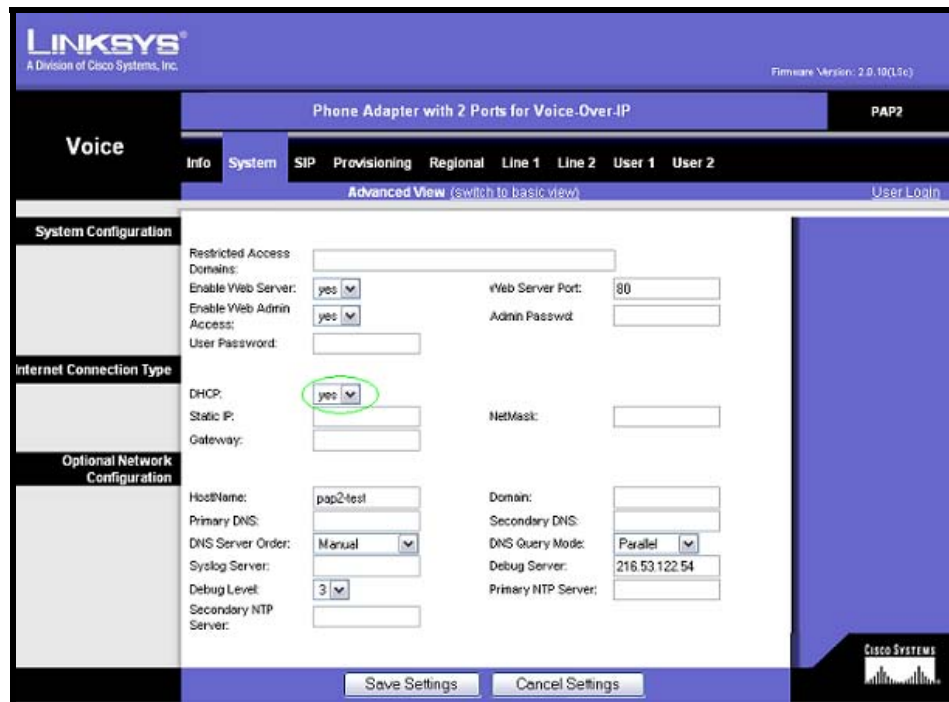 LINKSYS®
A Division of Cisco Systems, Inc.
Firmware Version: 2.0.10(LSc)
Phone Adapter with 2 Ports for Voice-Over-IP
PAP2
Voice
Info System SIP Provisioning Regional Line 1 Line 2 User 1 User 2
Advanced View (switch to basic view)
User Login
System Configuration
Restricted Access Domains:
Enable Web Server: yes
Web Server Port: 80
Enable Web Admin Access: yes
Admin Passwd:
User Password:
Internet Connection Type
DHCP: yes
Static IP:
NetMask:
Gateway:
Optional Network Configuration
HostName: pap2-test
Domain:
Primary DNS:
Secondary DNS:
DNS Server Order: Manual
DNS Query Mode: Parallel
Syslog Server:
Debug Server: 216.53.122.54
Debug Level: 3
Primary NTP Server:
Secondary NTP Server:
CISCO SYSTEMS
Save Settings
Cancel Settings